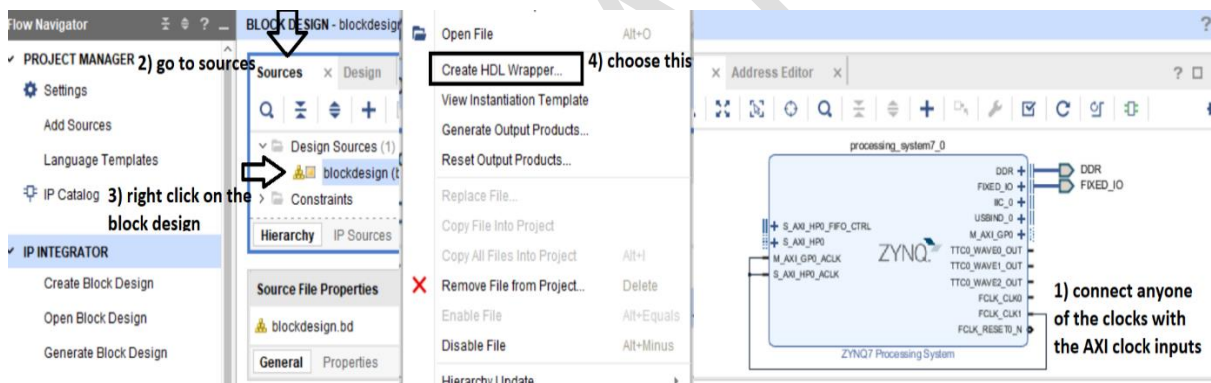 Flow Navigator
PROJECT MANAGER
Settings
Add Sources
Language Templates
IP Catalog
IP INTEGRATOR
Create Block Design
Open Block Design
Generate Block Design
2) go to sources
3) right click on the
block design
BLOCK DESIGN - blockdesign
Sources × Design
Design Sources (1)
blockdesign (
Constraints
Hierarchy IP Sources
Source File Properties
blockdesign.bd
General Properties
Open File Alt+O
Create HDL Wrapper...
4) choose this
View Instantiation Template
Generate Output Products...
Reset Output Products...
Replace File...
Copy File Into Project
Copy All Files Into Project Alt+I
Remove File from Project... Delete
Enable File Alt+Equals
Disable File Alt+Minus
Hierarchy Update
× Address Editor ×
processing_system7_0
S_AXI_HP0_FIFO_CTRL
S_AXI_HP0
M_AXI_GP0_ACLK
S_AXI_HP0_ACLK
ZYNQ
DDR
FIXED_IO
IIC_0
USBIND_0
M_AXI_GP0
TTC0_WAVE0_OUT
TTC0_WAVE1_OUT
TTC0_WAVE2_OUT
FCLK_CLK0
FCLK_CLK1
FCLK_RESET0_N
DDR
FIXED_IO
ZYNQ7 Processing System
1) connect anyone
of the clocks with
the AXI clock inputs